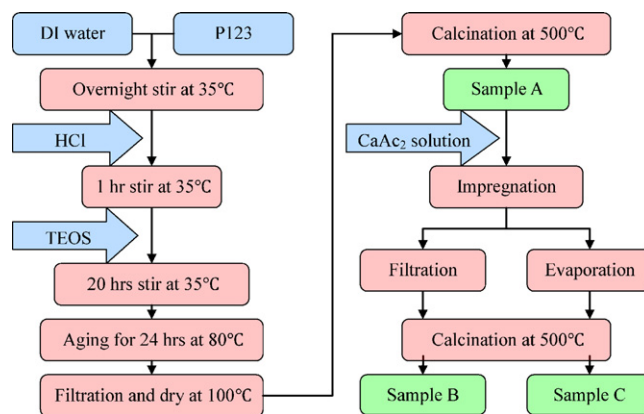 DI water
P123
Overnight stir at 35℃
HCl
1 hr stir at 35℃
TEOS
20 hrs stir at 35℃
Aging for 24 hrs at 80℃
Filtration and dry at 100℃
Calcination at 500℃
Sample A
CaAc₂ solution
Impregnation
Filtration
Evaporation
Calcination at 500℃
Sample B
Sample C